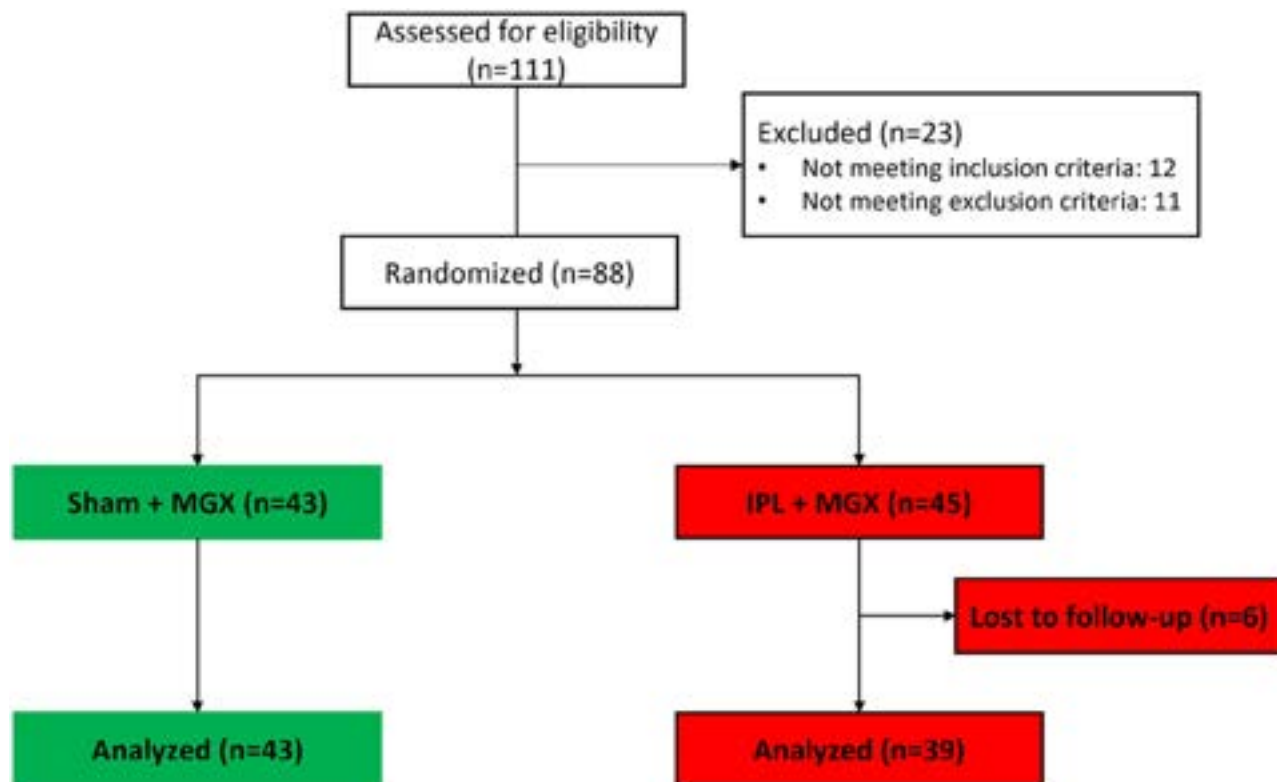 Assessed for eligibility
(n=111)
Excluded (n=23)
• Not meeting inclusion criteria: 12
• Not meeting exclusion criteria: 11
Randomized (n=88)
Sham + MGX (n=43)
IPL + MGX (n=45)
Lost to follow-up (n=6)
Analyzed (n=43)
Analyzed (n=39)